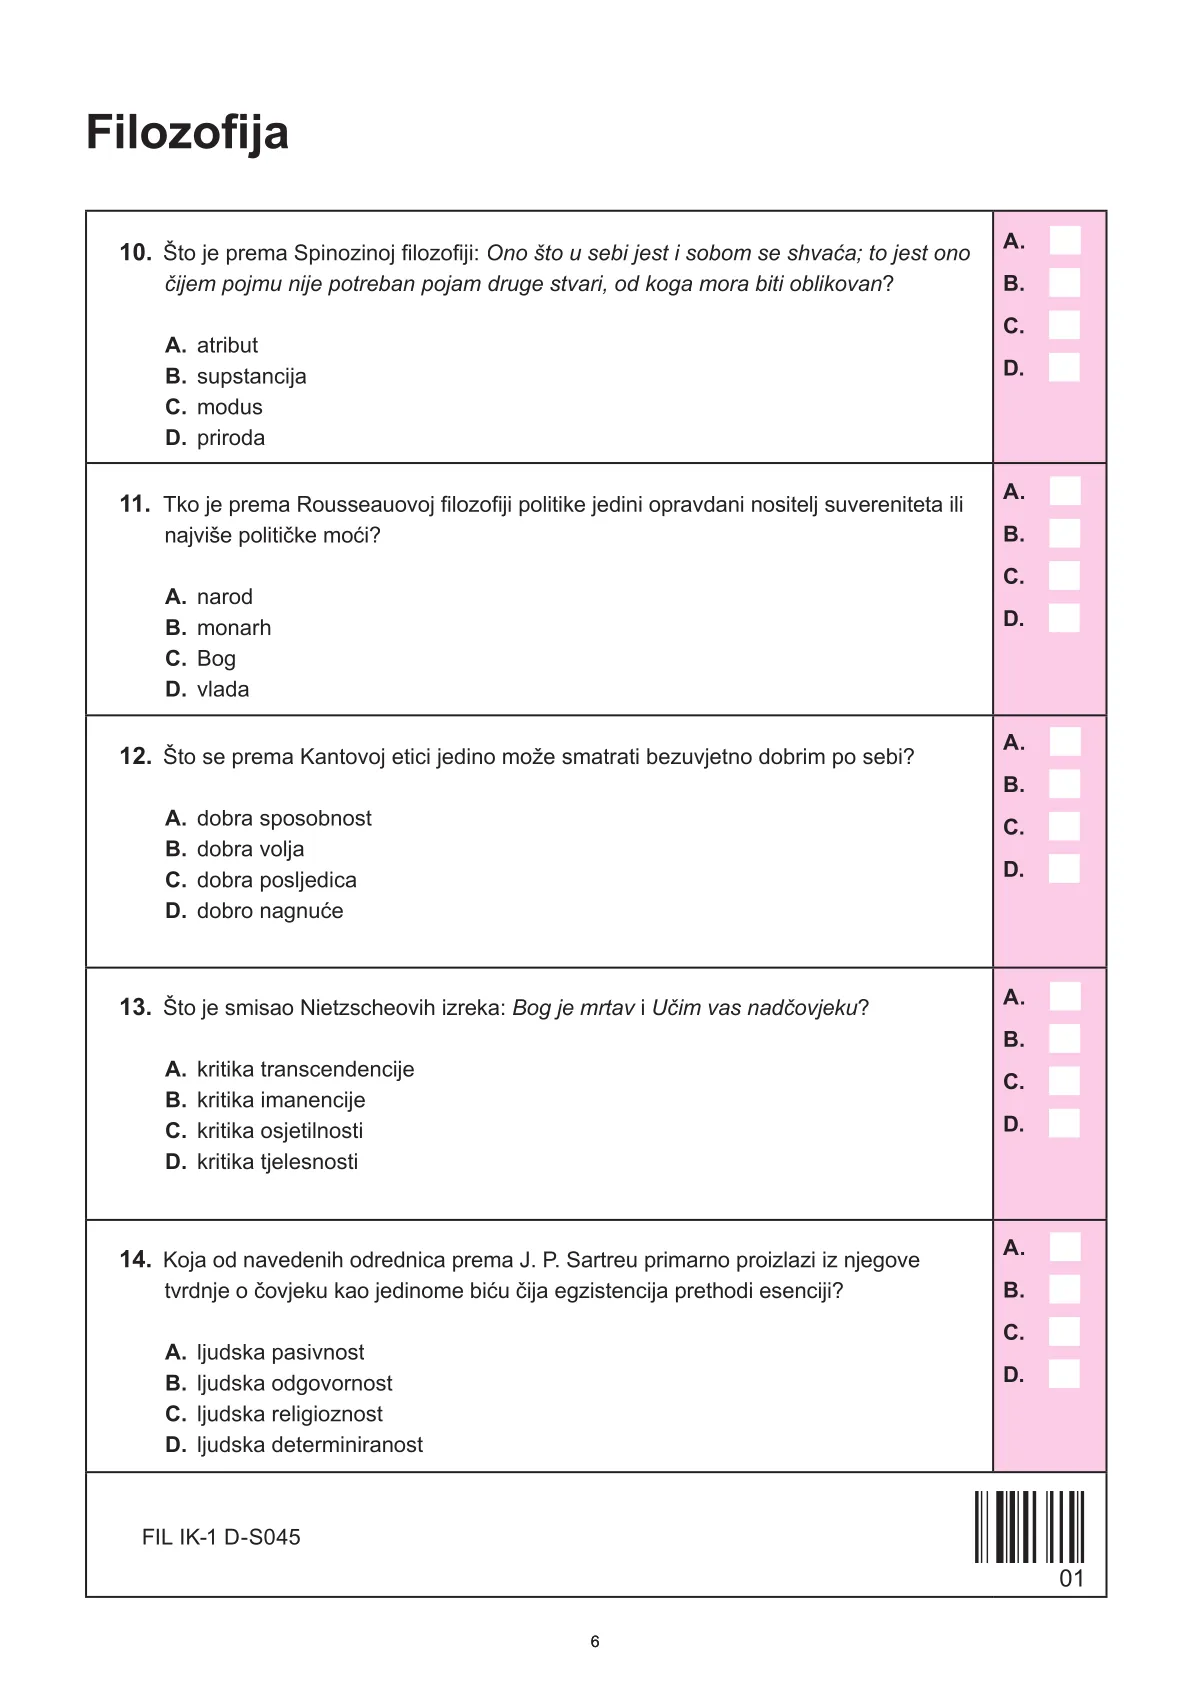 Filozofija
10. Što je prema Spinozinoj filozofiji: Ono što u sebi jest i sobom se shvaća; to jest ono
čijem pojmu nije potreban pojam druge stvari, od koga mora biti oblikovan?
A. atribut
B. supstancija
C. modus
D. priroda
A.
B.
C.
D.
11. Tko je prema Rousseauovoj filozofiji politike jedini opravdani nositelj suvereniteta ili
najviše političke moći?
A. narod
B. monarh
C. Bog
D. vlada
A.
B.
C.
D.
12. Što se prema Kantovoj etici jedino može smatrati bezuvjetno dobrim po sebi?
A. dobra sposobnost
B. dobra volja
C. dobra posljedica
D. dobro nagnuće
A.
B.
C.
D.
13. Što je smisao Nietzscheovih izreka: Bog je mrtav i Učim vas nadčovjeku?
A. kritika transcendencije
B. kritika imanencije
C. kritika osjetilnosti
D. kritika tjelesnosti
A.
B.
C.
D.
14. Koja od navedenih odrednica prema J. P. Sartreu primarno proizlazi iz njegove
tvrdnje o čovjeku kao jedinome biću čija egzistencija prethodi esenciji?
A. ljudska pasivnost
B. ljudska odgovornost
C. ljudska religioznost
D. ljudska determiniranost
A.
B.
C.
D.
FIL IK-1 D-S045
01
6